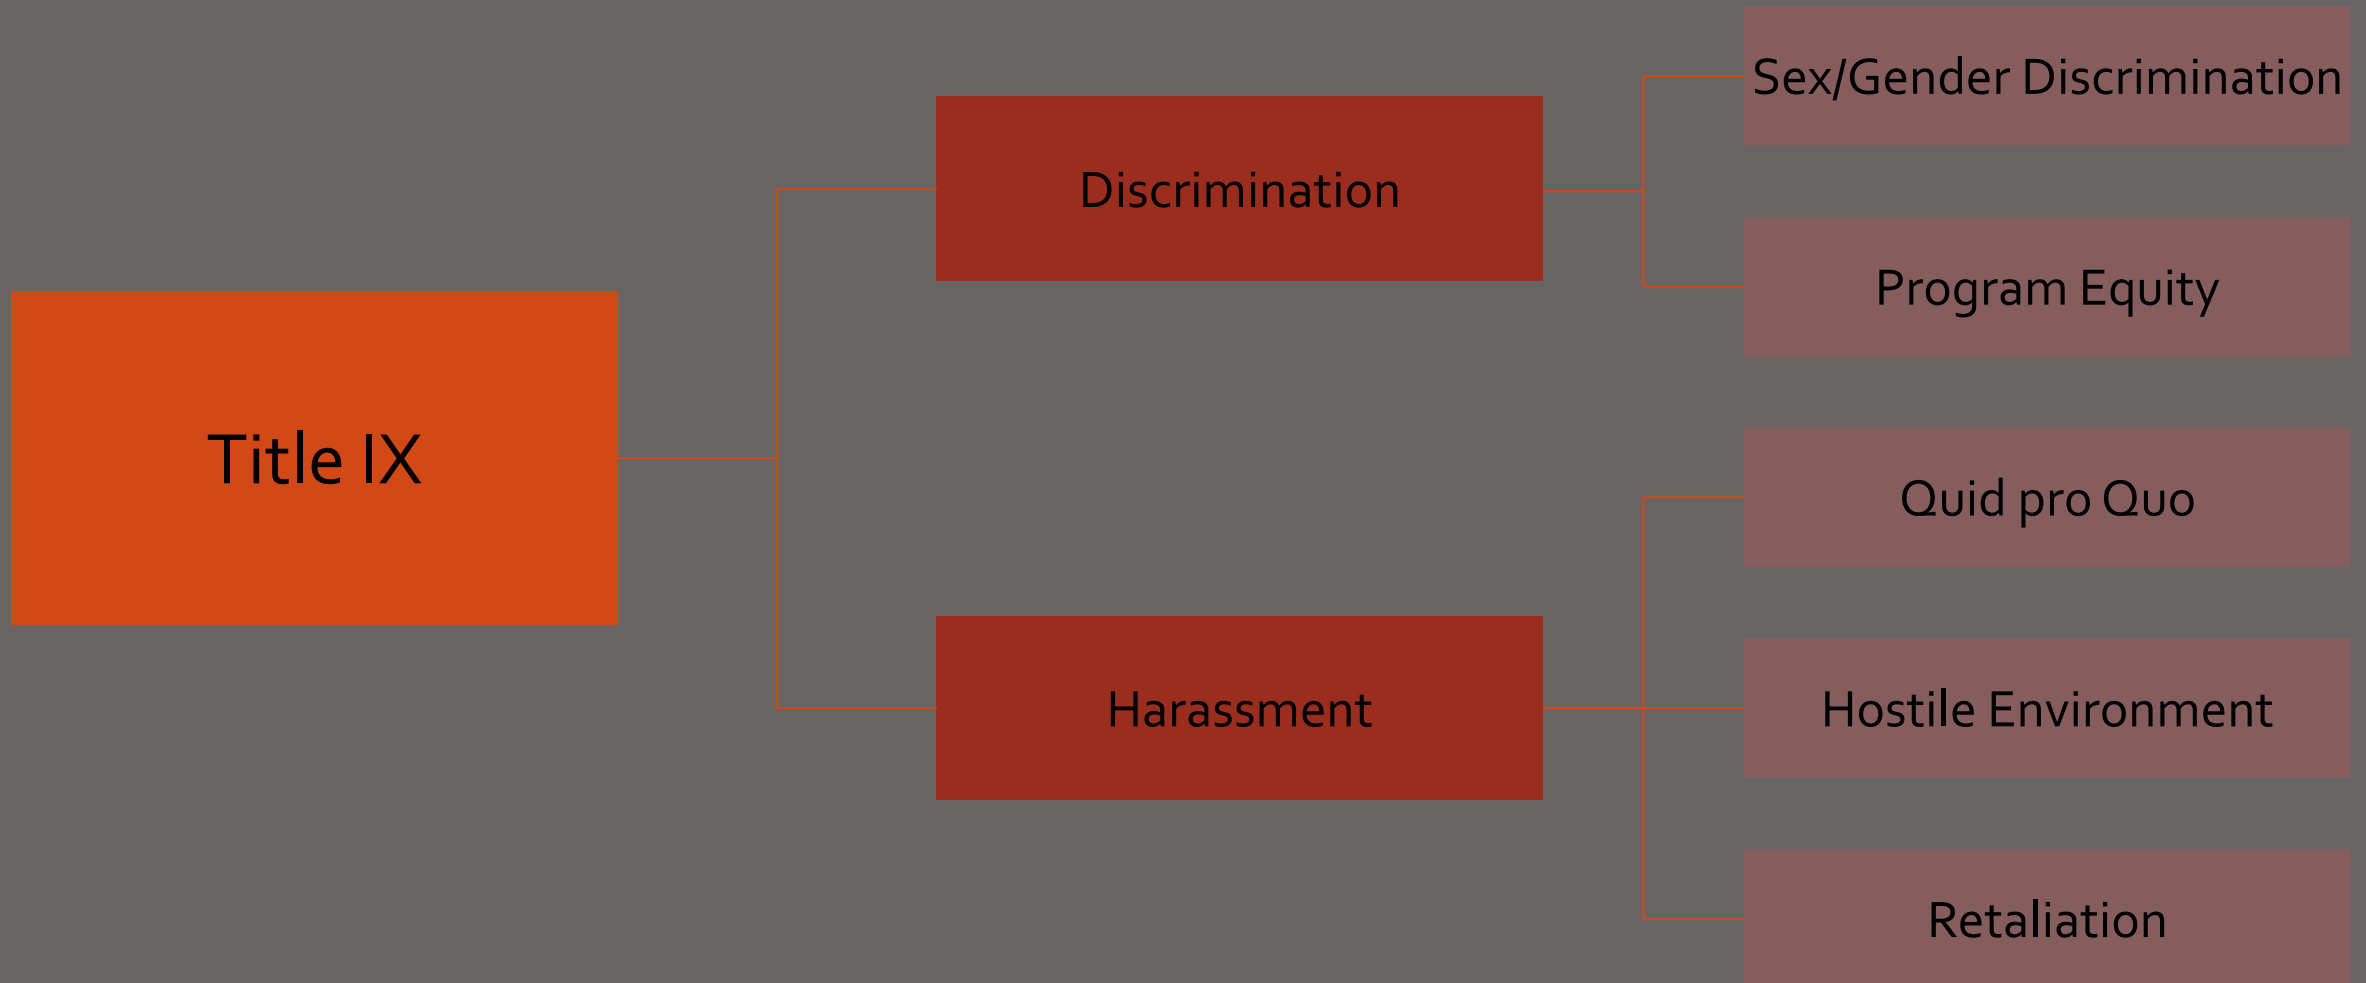 Title IX
Discrimination
Sex/Gender Discrimination
Program Equity
Harassment
Quid pro Quo
Hostile Environment
Retaliation